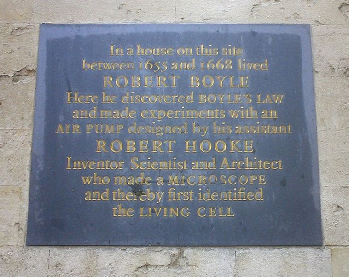 In a house on this site
between 1655 and 1668 lived
ROBERT BOYLE
Here he discovered BOYLE'S LAW
and made experiments with an
AIR PUMP designed by his assistant
ROBERT HOOKE
Inventor Scientist and Architect
who made a MICROSCOPE
and thereby first identified
the LIVING CELL